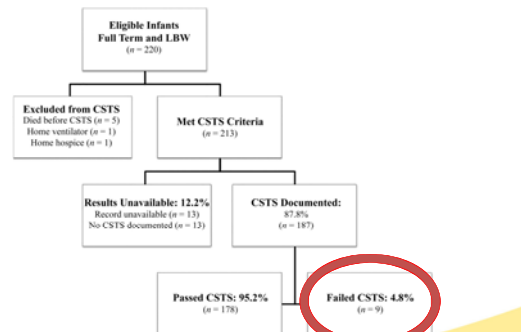 Eligible Infants
Full Term and LBW
(n = 220)
Excluded from CSTS
Died before CSTS (n = 5)
Home ventilator (n = 1)
Home hospice (n = 1)
Met CSTS Criteria
(n = 213)
Results Unavailable: 12.2%
Record unavailable (n = 13)
No CSTS documented (n = 13)
CSTS Documented:
87.8%
(n = 187)
Passed CSTS: 95.2%
(n = 178)
Failed CSTS: 4.8%
(n = 9)